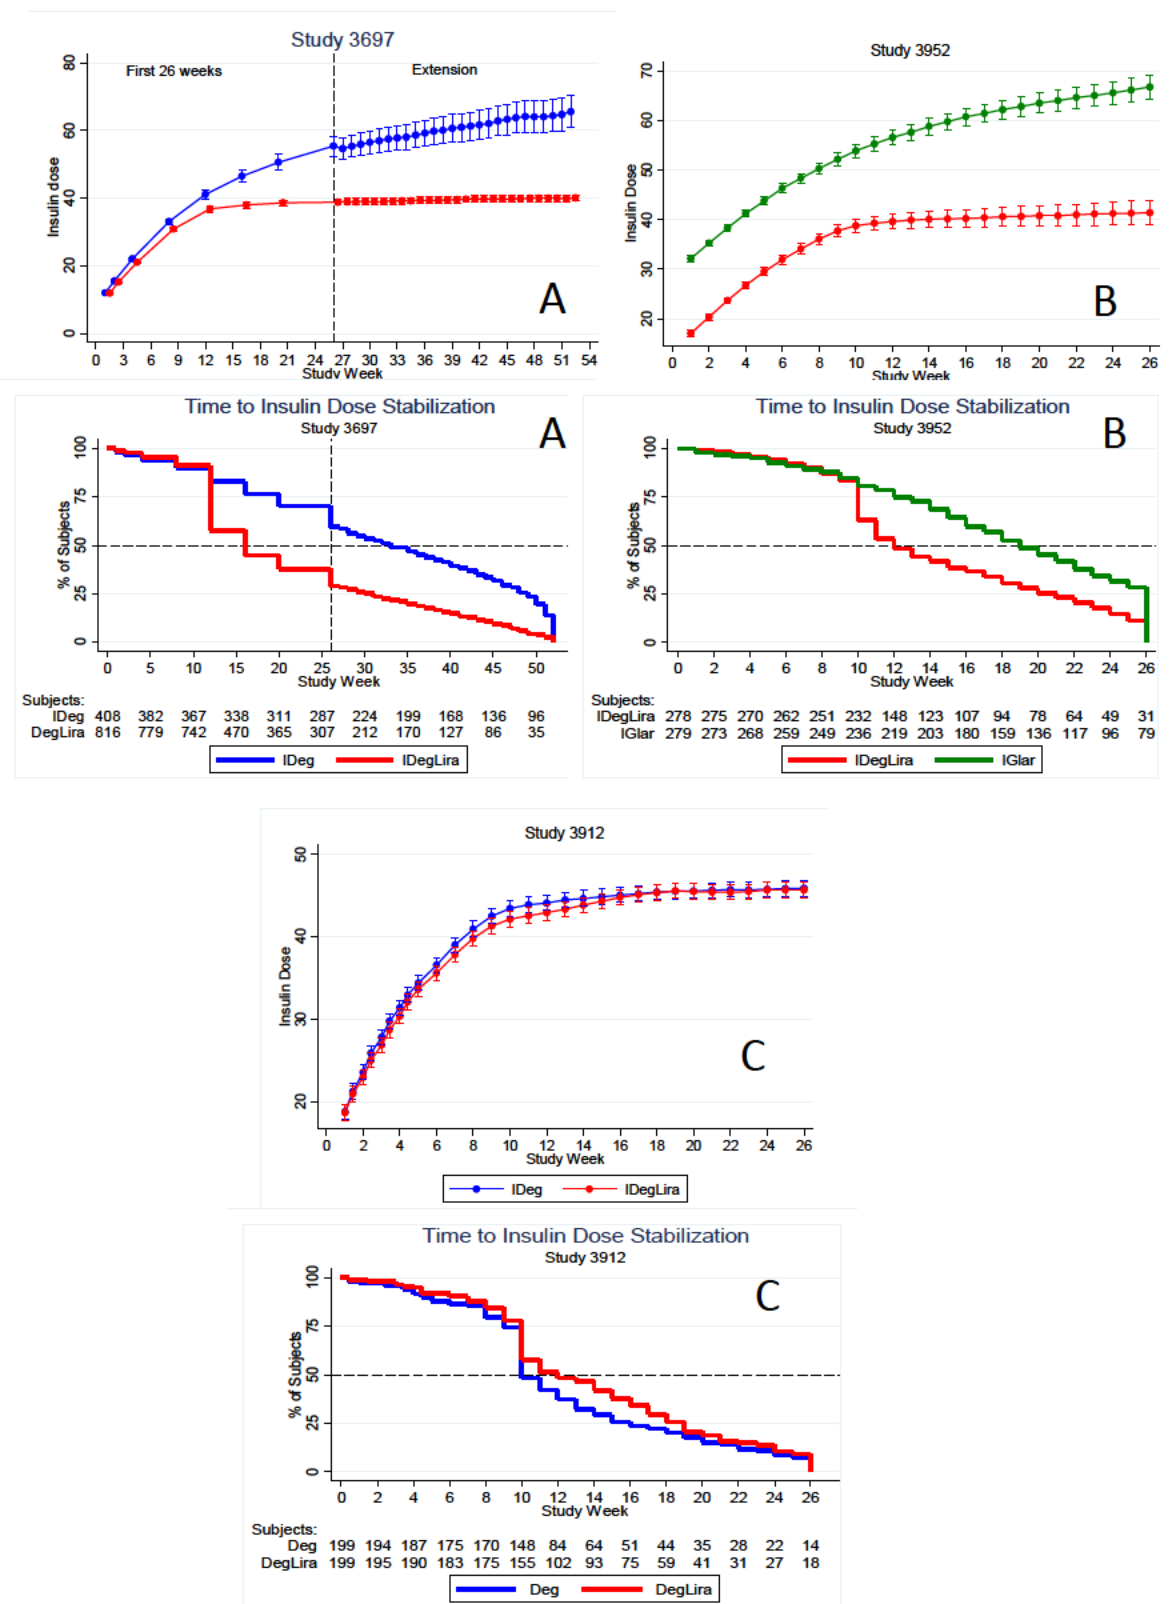 Study 3697
First 26 weeks
Extension
Insulin dose
80
60
40
20
0
0 3 6 9 12 15 18 21 24 27 30 33 36 39 42 45 48 51 54
Study Week
A
Study 3952
Insulin Dose
70
60
50
40
30
20
0 2 4 6 8 10 12 14 16 18 20 22 24 26
Study Week
B
Time to Insulin Dose Stabilization
Study 3697
A
% of Subjects
100
75
50
25
0
0 5 10 15 20 25 30 35 40 45 50
Study Week
Subjects:
IDeg 408 382 367 338 311 287 224 199 168 136 96
DegLira 816 779 742 470 365 307 212 170 127 86 35
IDeg IDegLira
Time to Insulin Dose Stabilization
Study 3952
B
% of Subjects
100
75
50
25
0
0 2 4 6 8 10 12 14 16 18 20 22 24 26
Study Week
Subjects:
IDegLira 278 275 270 262 251 232 148 123 107 94 78 64 49 31
IGlar 279 273 268 259 249 236 219 203 180 159 136 117 96 79
IDegLira IGlar
Study 3912
Insulin Dose
50
40
30
20
0 2 4 6 8 10 12 14 16 18 20 22 24 26
Study Week
C
IDeg IDegLira
Time to Insulin Dose Stabilization
Study 3912
C
% of Subjects
100
75
50
25
0
0 2 4 6 8 10 12 14 16 18 20 22 24 26
Study Week
Subjects:
Deg 199 194 187 175 170 148 84 64 51 44 35 28 22 14
DegLira 199 195 190 183 175 155 102 93 75 59 41 31 27 18
Deg DegLira